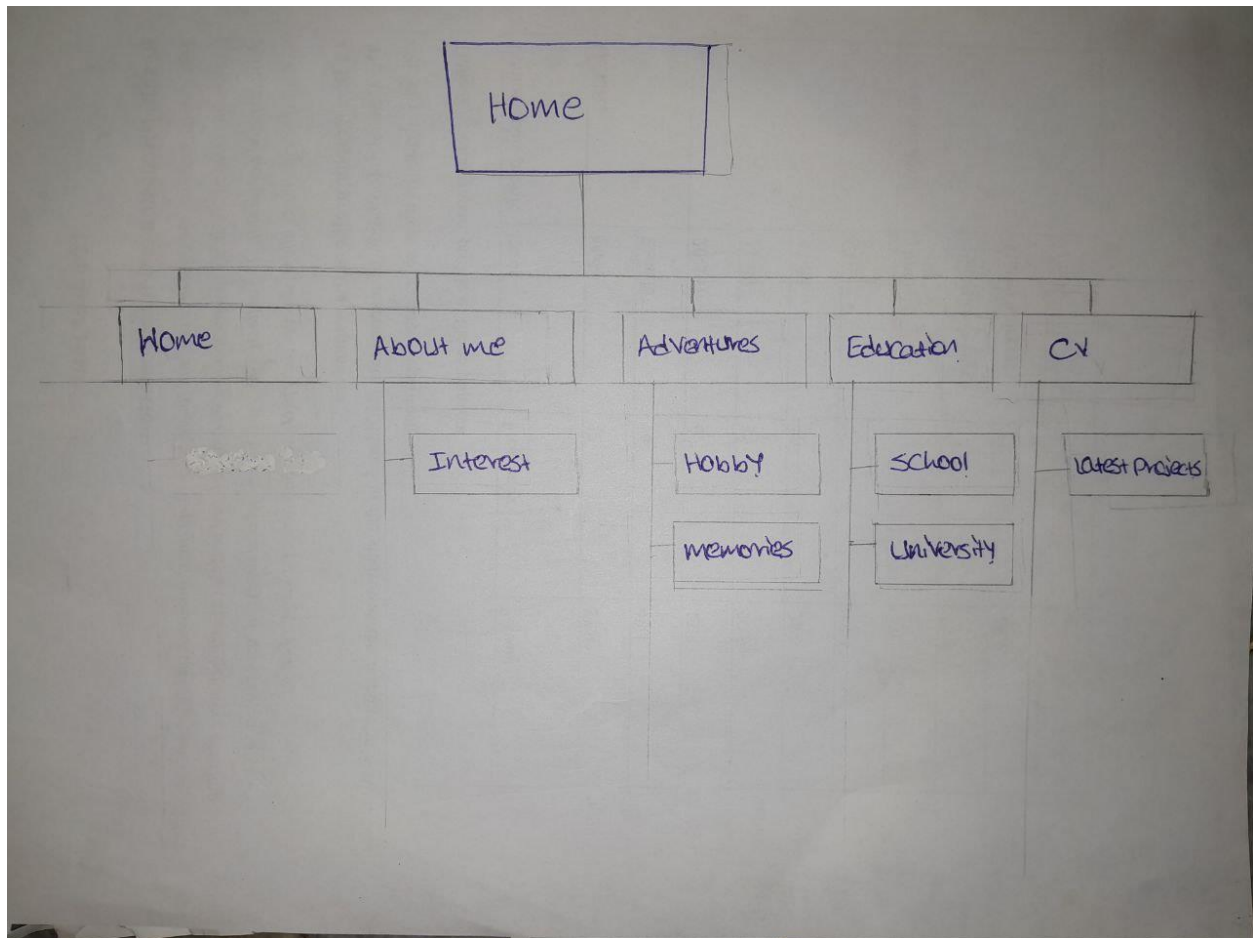 Home
Home
About me
Adventures
Education
CV
Interest
Hobby
School
Latest Projects
memories
University